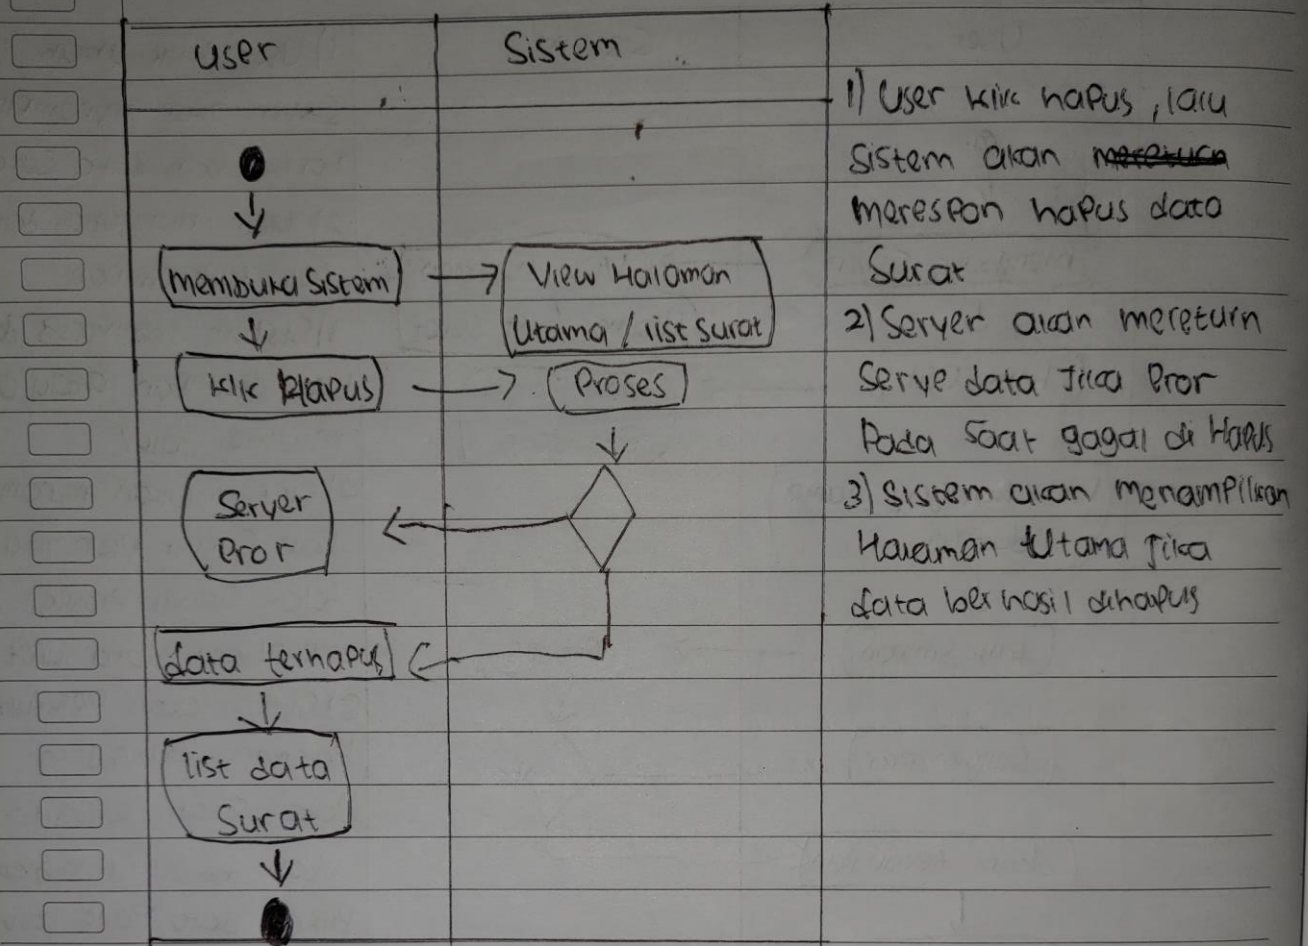 User
Sistem
Membuka Sistem
View Halaman
Utama / list Surat
Klik Hapus
Proses
Server
Eror
data terhapus
list data
Surat
1) User klik hapus, lalu
Sistem akan
merespon hapus data
Surat
2) Server akan mereturn
Serve data Jika Eror
Pada Saat gagal di Hapus
3) Sistem akan menampilkan
Halaman Utama Jika
data berhasil dihapus